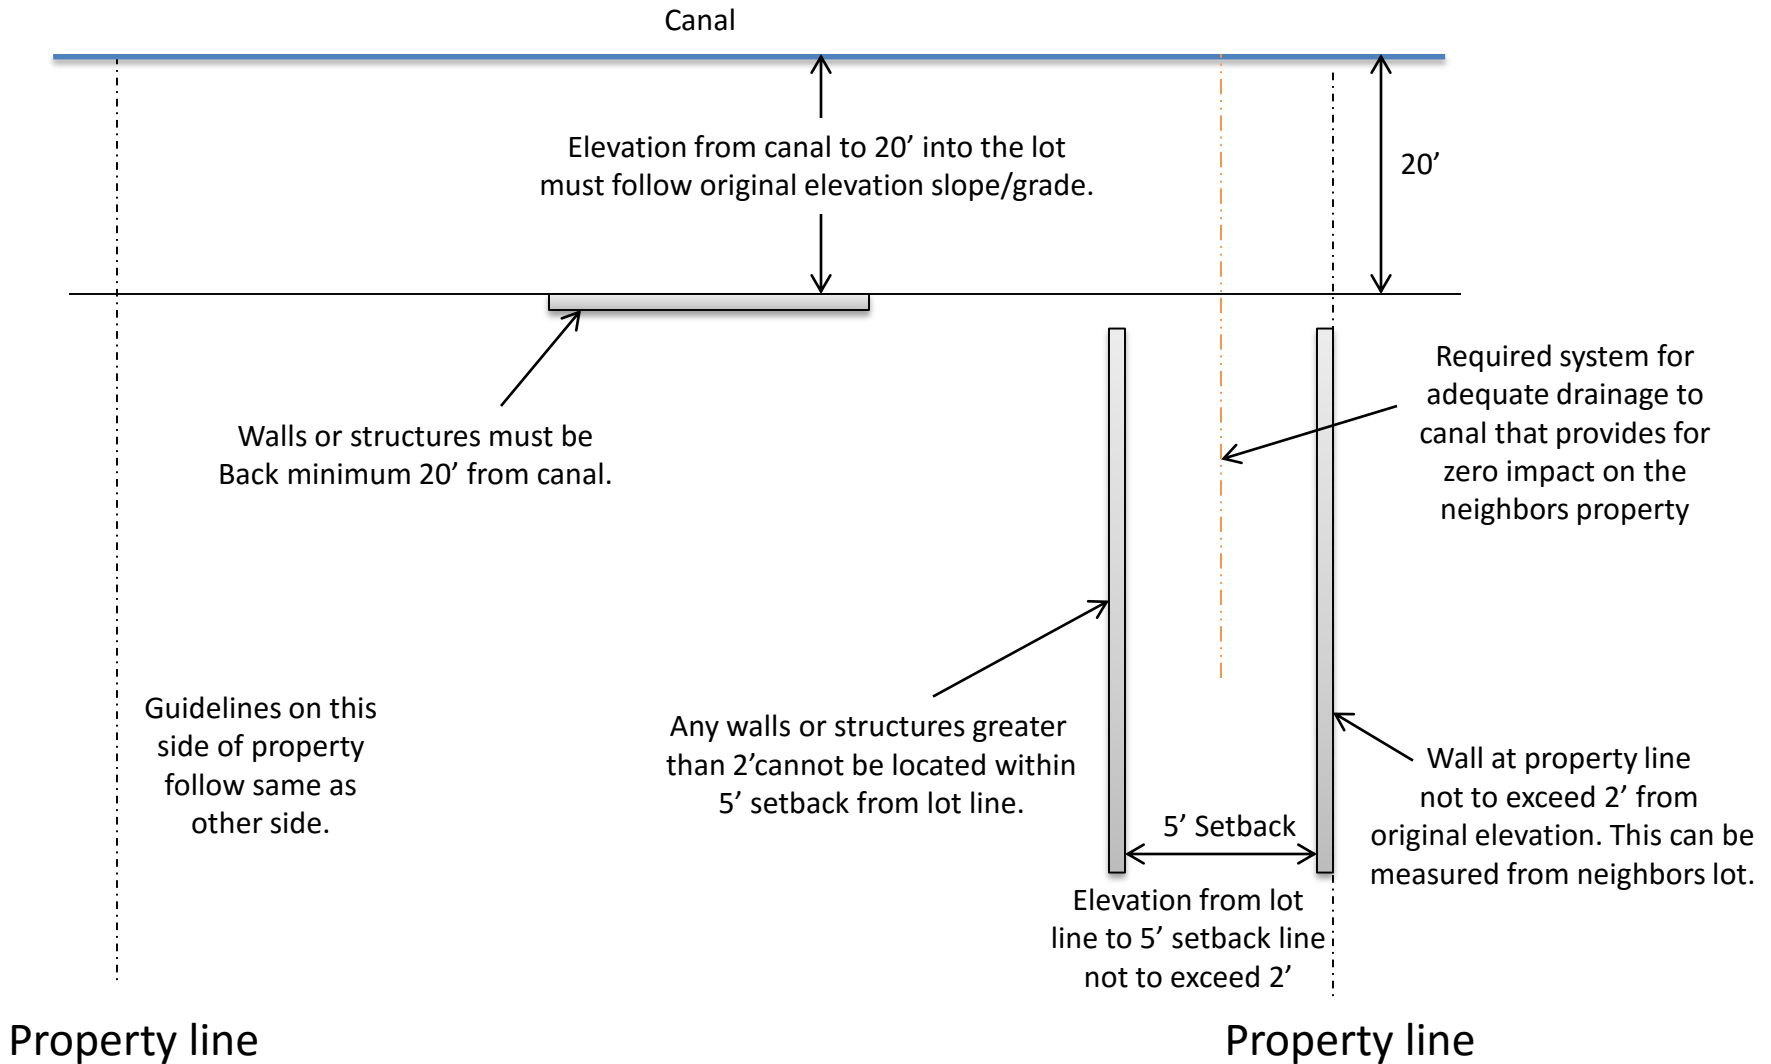 Canal
Elevation from canal to 20’ into the lot
must follow original elevation slope/grade.
20’
Walls or structures must be
Back minimum 20’ from canal.
Required system for
adequate drainage to
canal that provides for
zero impact on the
neighbors property
Guidelines on this
side of property
follow same as
other side.
Any walls or structures greater
than 2’cannot be located within
5’ setback from lot line.
5’ Setback
Wall at property line
not to exceed 2’ from
original elevation. This can be
measured from neighbors lot.
Elevation from lot
line to 5’ setback line
not to exceed 2’
Property line
Property line